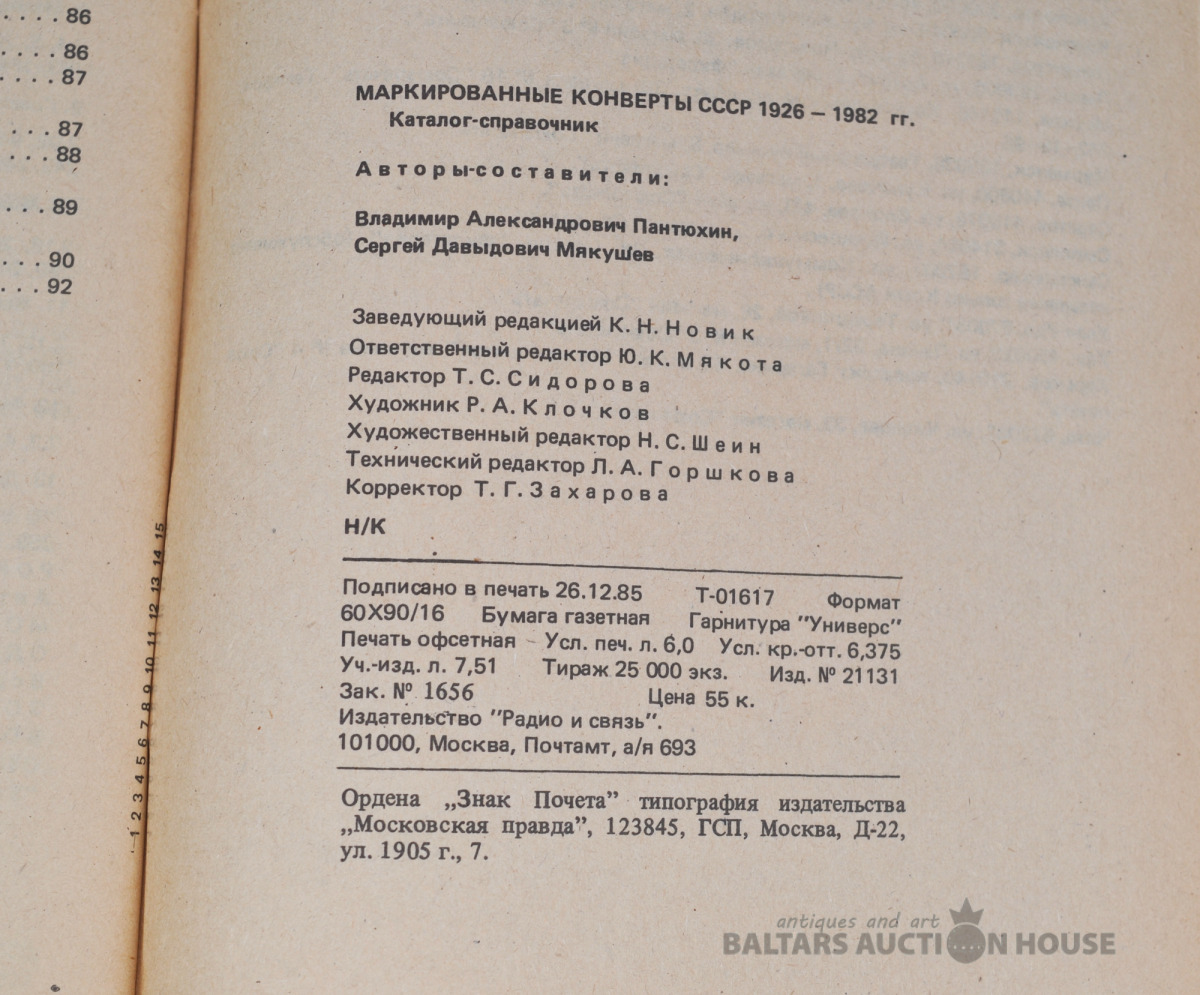 . . . . 86
. . . . 86
. . . . 87
. . . 87
. . . 88
. . . 89
. . . 90
. . . 92
1 2 3 4 5 6 7 8 9 10 11 12 13 14 15
МАРКИРОВАННЫЕ КОНВЕРТЫ СССР 1926 – 1982 гг.
Каталог-справочник
Авторы-составители:
Владимир Александрович Пантюхин,
Сергей Давыдович Мякушев
Заведующий редакцией К. Н. Новик
Ответственный редактор Ю. К. Мякота
Редактор Т. С. Сидорова
Художник Р. А. Клочков
Художественный редактор Н. С. Шеин
Технический редактор Л. А. Горшкова
Корректор Т. Г. Захарова
Н/К
Подписано в печать 26.12.85 Т-01617 Формат
60Х90/16 Бумага газетная Гарнитура "Универс"
Печать офсетная Усл. печ. л. 6,0 Усл. кр.-отт. 6,375
Уч.-изд. л. 7,51 Тираж 25 000 экз. Изд. № 21131
Зак. № 1656 Цена 55 к.
Издательство "Радио и связь".
101000, Москва, Почтамт, а/я 693
Ордена „Знак Почета” типография издательства
„Московская правда”, 123845, ГСП, Москва, Д-22,
ул. 1905 г., 7.
antiques and art
BALTARS AUCTION HOUSE